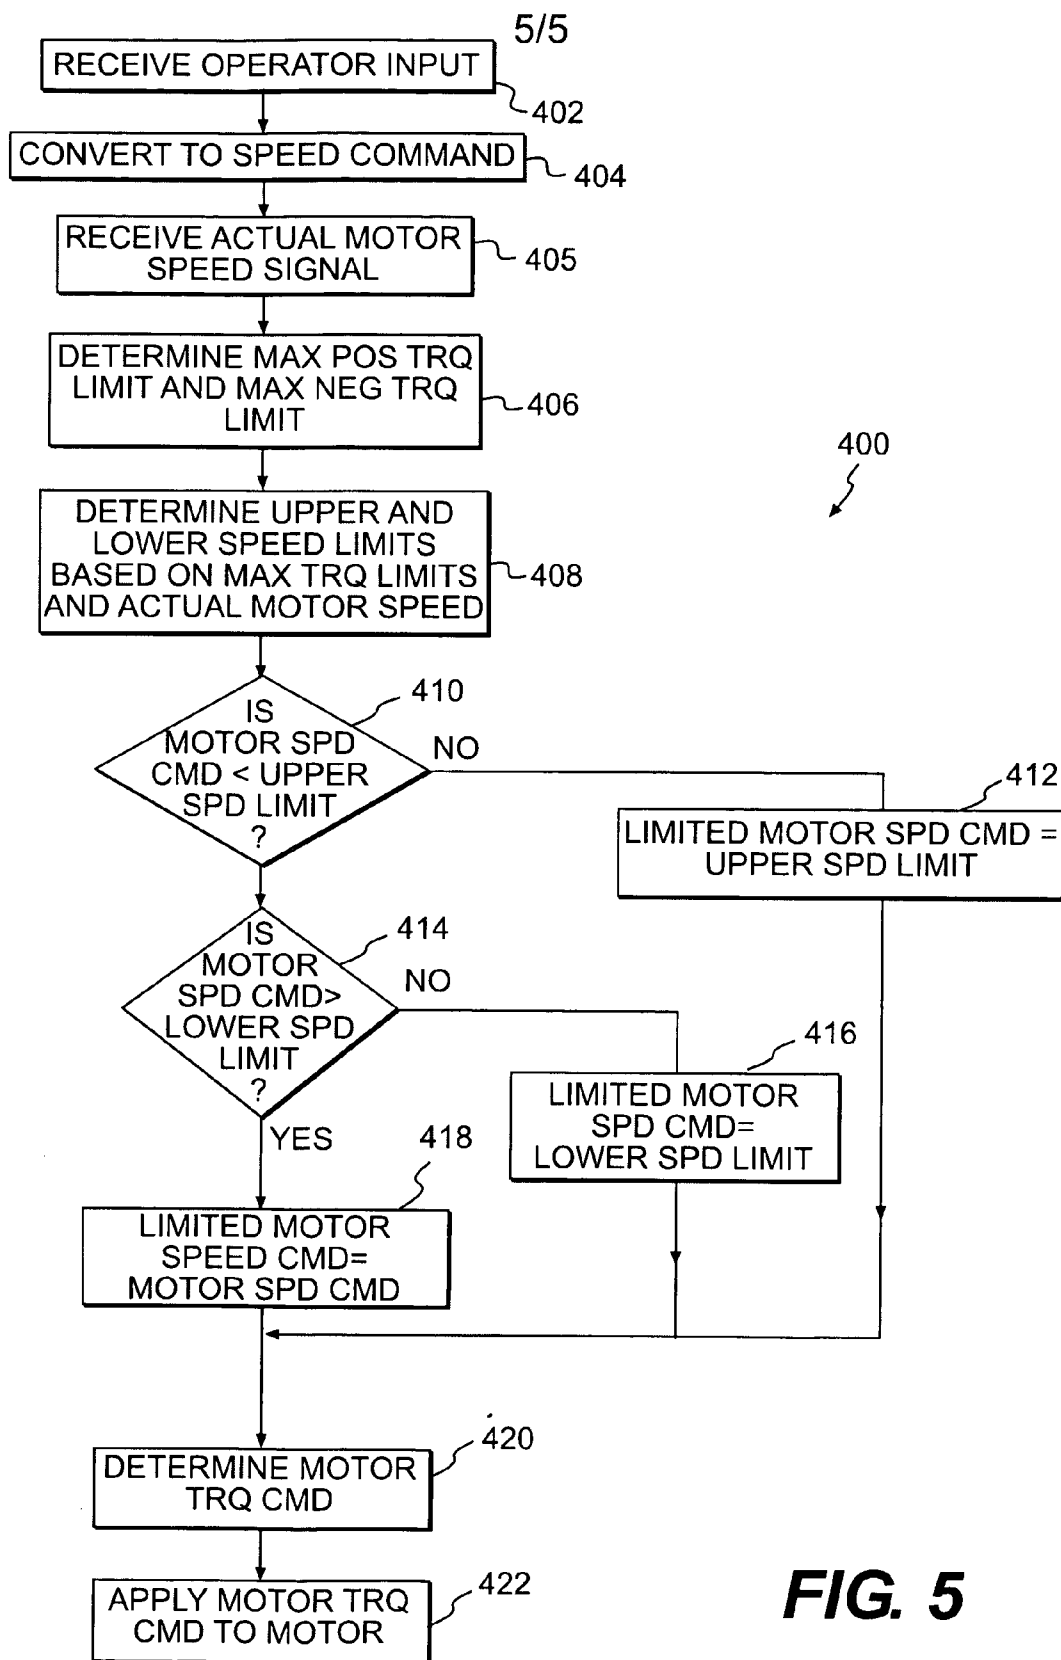 5/5
RECEIVE OPERATOR INPUT
402
CONVERT TO SPEED COMMAND
404
RECEIVE ACTUAL MOTOR
SPEED SIGNAL
405
DETERMINE MAX POS TRQ
LIMIT AND MAX NEG TRQ
LIMIT
406
400
DETERMINE UPPER AND
LOWER SPEED LIMITS
BASED ON MAX TRQ LIMITS
AND ACTUAL MOTOR SPEED
408
IS
MOTOR SPD
CMD < UPPER
SPD LIMIT
?
410
NO
412
LIMITED MOTOR SPD CMD =
UPPER SPD LIMIT
IS
MOTOR
SPD CMD>
LOWER SPD
LIMIT
?
414
NO
YES
416
LIMITED MOTOR
SPD CMD=
LOWER SPD LIMIT
418
LIMITED MOTOR
SPEED CMD=
MOTOR SPD CMD
420
DETERMINE MOTOR
TRQ CMD
422
APPLY MOTOR TRQ
CMD TO MOTOR
FIG. 5